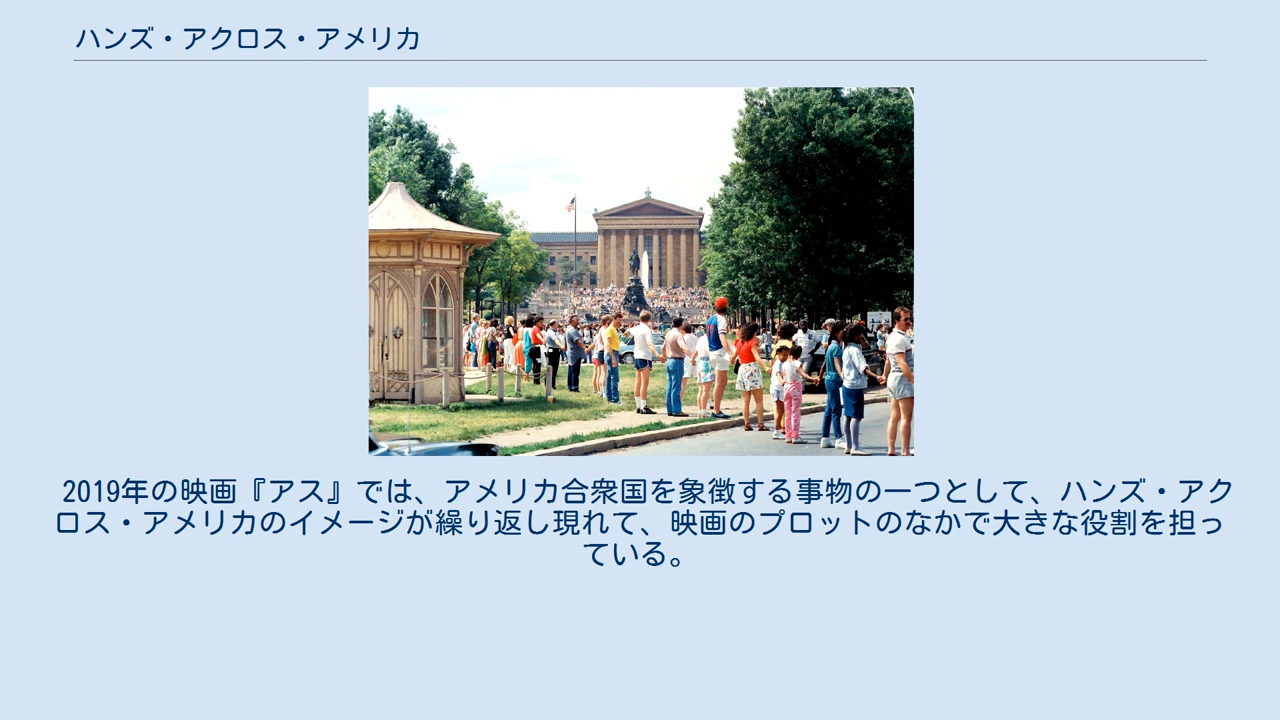 ハンズ・アクロス・アメリカ
2019年の映画『アス』では、アメリカ合衆国を象徴する事物の一つとして、ハンズ・アク
ロス・アメリカのイメージが繰り返し現れて、映画のプロットのなかで大きな役割を担っ
ている。